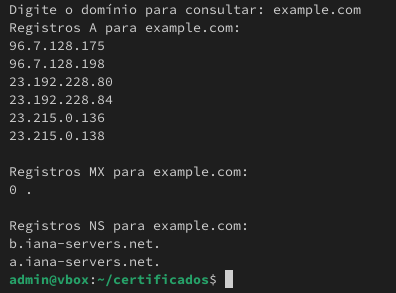 Digite o domínio para consultar: example.com
Registros A para example.com:
96.7.128.175
96.7.128.198
23.192.228.80
23.192.228.84
23.215.0.136
23.215.0.138
Registros MX para example.com:
0 .
Registros NS para example.com:
b.iana-servers.net.
a.iana-servers.net.
admin@vbox:~/certificados$